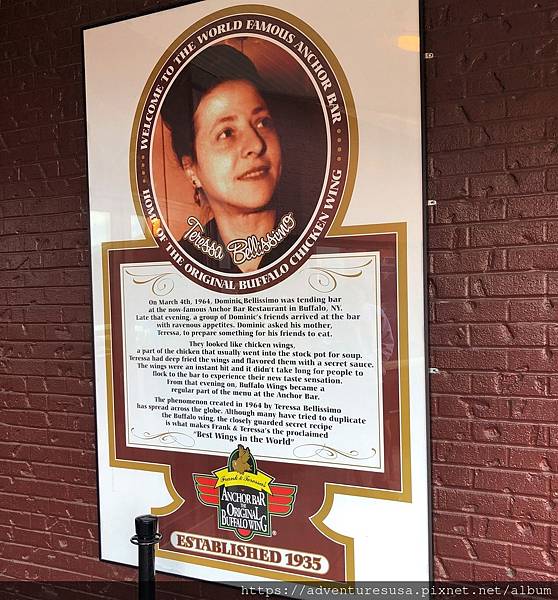 WELCOME TO THE WORLD FAMOUS ANCHOR BAR
HOME OF THE ORIGINAL BUFFALO CHICKEN WING
Teressa Bellissimo
On March 4th, 1964, Dominic Bellissimo was tending bar
at the now-famous Anchor Bar Restaurant in Buffalo, NY.
Late that evening, a group of Dominic's friends arrived at the bar
with ravenous appetites. Dominic asked his mother,
Teressa, to prepare something for his friends to eat.
They looked like chicken wings,
a part of the chicken that usually went into the stock pot for soup.
Teressa had deep fried the wings and flavored them with a secret sauce.
The wings were an instant hit and it didn't take long for people to
flock to the bar to experience their new taste sensation.
From that evening on, Buffalo Wings became a
regular part of the menu at the Anchor Bar.
The phenomenon created in 1964 by Teressa Bellissimo
has spread across the globe. Although many have tried to duplicate
the Buffalo wing, the closely guarded secret recipe
is what makes Frank & Teressa's the proclaimed
"Best Wings in the World"
Frank & Teressa's
ANCHOR BAR
THE
ORIGINAL
BUFFALO WING
®
ESTABLISHED 1935
https://adventuresusa.pixnet.net/album